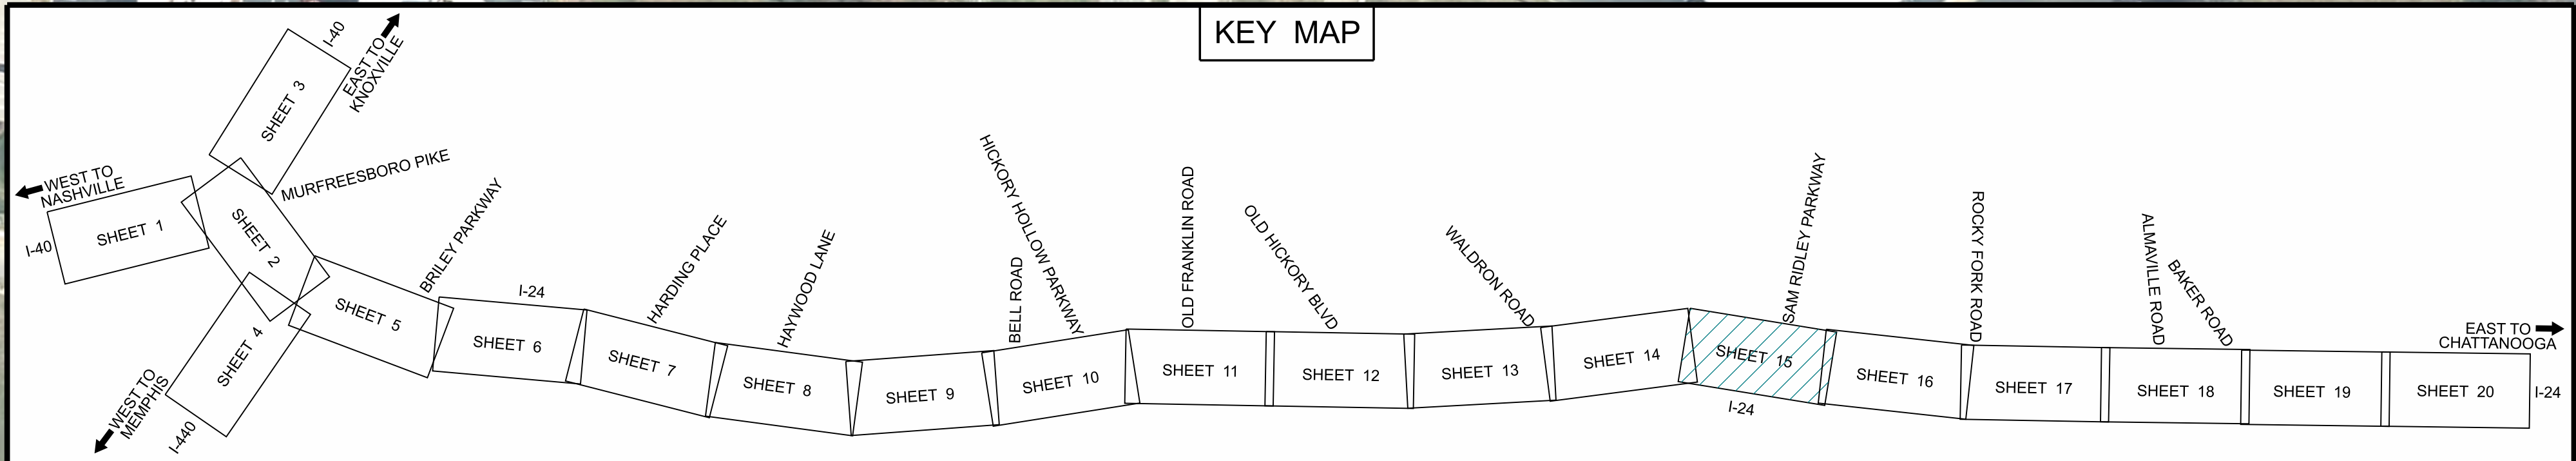 KEY MAP
I-40
EAST TO
KNOXVILLE
SHEET 3
WEST TO
NASHVILLE
I-40
SHEET 1
MURFREESBORO PIKE
SHEET 2
SHEET 4
WEST TO
MEMPHIS
I-440
SHEET 5
BRILEY PARKWAY
I-24
SHEET 6
HARDING PLACE
SHEET 7
HAYWOOD LANE
SHEET 8
SHEET 9
BELL ROAD
HICKORY HOLLOW PARKWAY
SHEET 10
OLD FRANKLIN ROAD
SHEET 11
OLD HICKORY BLVD
SHEET 12
WALDRON ROAD
SHEET 13
SHEET 14
SAM RIDLEY PARKWAY
SHEET 15
I-24
SHEET 16
ROCKY FORK ROAD
SHEET 17
ALMAVILLE ROAD
BAKER ROAD
SHEET 18
SHEET 19
SHEET 20
EAST TO
CHATTANOOGA
I-24